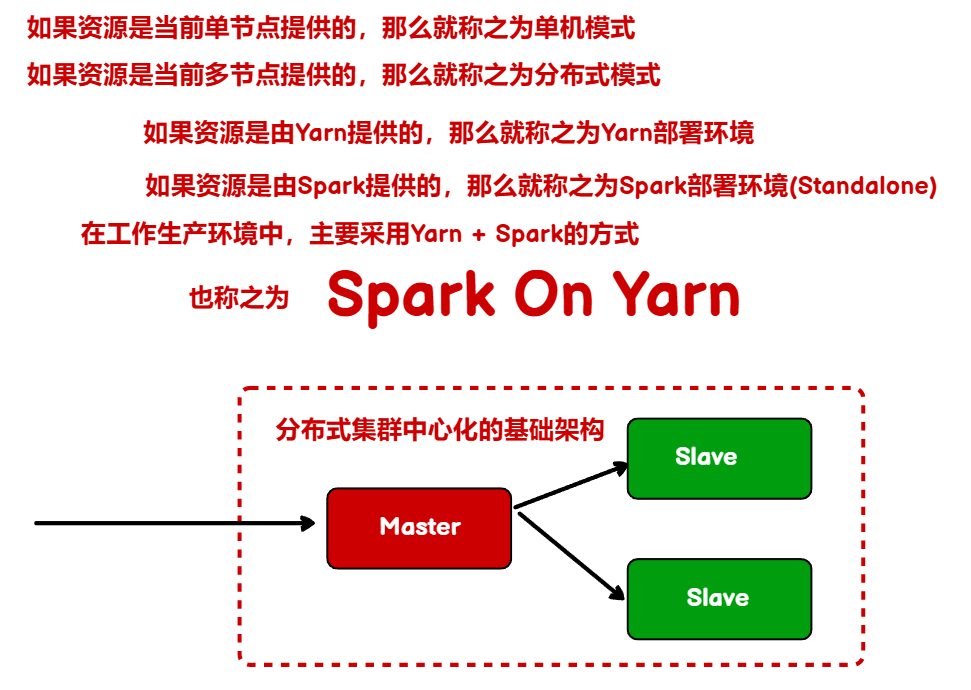 如果资源是当前单节点提供的，那么就称之为单机模式
如果资源是当前多节点提供的，那么就称之为分布式模式
如果资源是由Yarn提供的，那么就称之为Yarn部署环境
如果资源是由Spark提供的，那么就称之为Spark部署环境(Standalone)
在工作生产环境中，主要采用Yarn + Spark的方式
也称之为 Spark On Yarn
分布式集群中心化的基础架构
Slave
Master
Slave